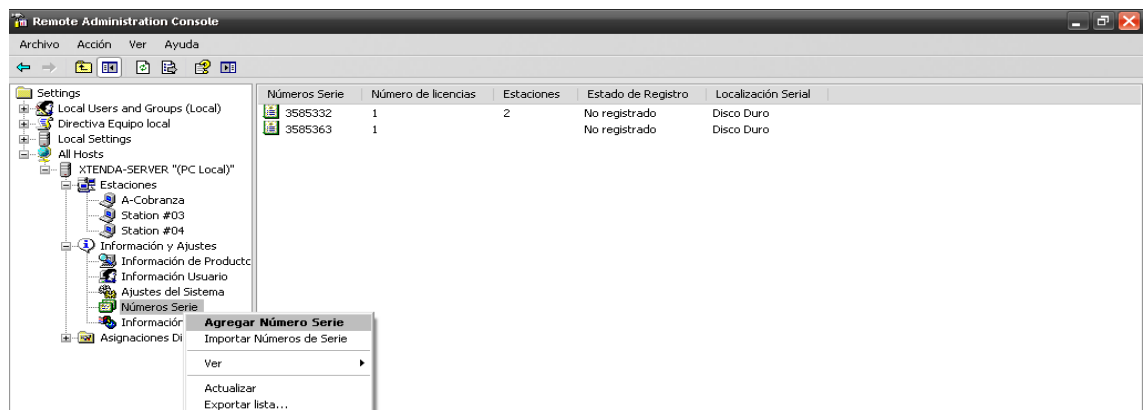 Remote Administration Console
Archivo Acción Ver Ayuda
Settings
Local Users and Groups (Local)
Directiva Equipo local
Local Settings
All Hosts
XTENDA-SERVER "(PC Local)"
Estaciones
A-Cobranza
Station #03
Station #04
Información y Ajustes
Información de Producto
Información Usuario
Ajustes del Sistema
Números Serie
Información
Asignaciones Di
Agregar Número Serie
Importar Números de Serie
Ver
Actualizar
Exportar lista...
Números Serie Número de licencias Estaciones Estado de Registro Localización Serial
3585332 1 2 No registrado Disco Duro
3585363 1 No registrado Disco Duro